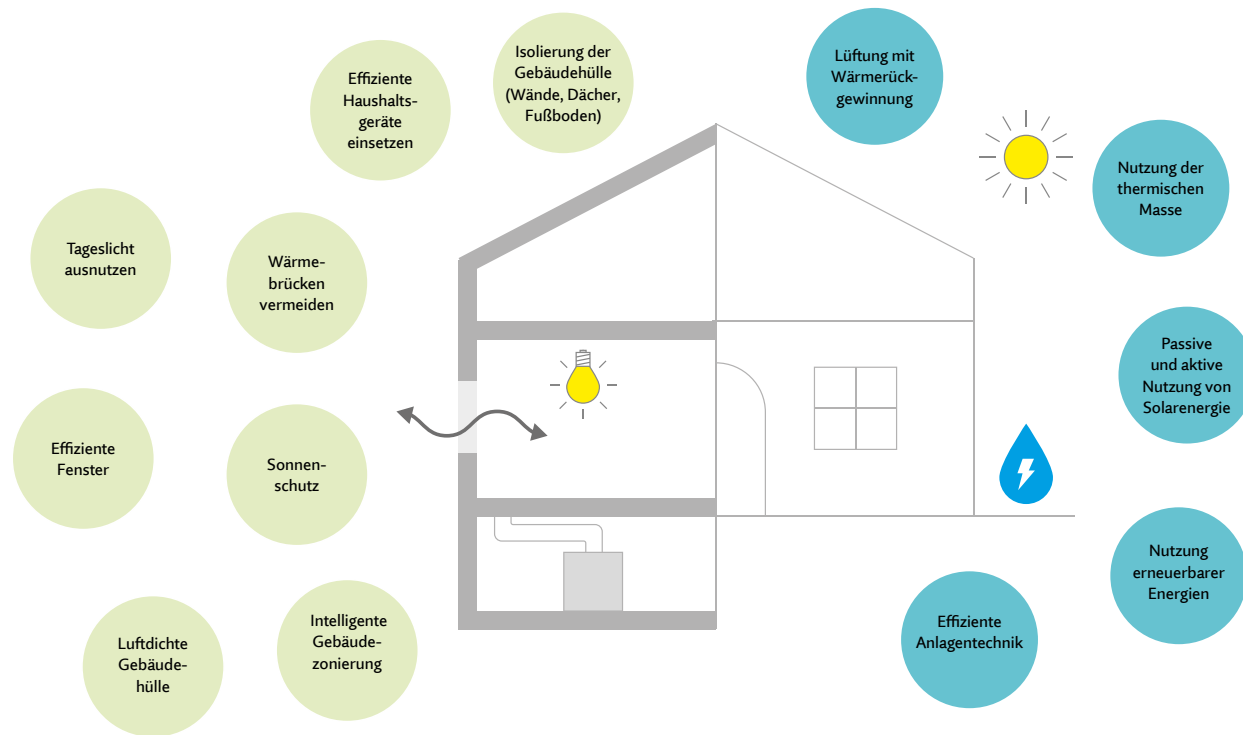 Effiziente
Haushalts-
geräte
einsetzen
Isolierung der
Gebäudehülle
(Wände, Dächer,
Fußboden)
Lüftung mit
Wärmerück-
gewinnung
Nutzung der
thermischen
Masse
Tageslicht
ausnutzen
Wärme-
brücken
vermeiden
Passive
und aktive
Nutzung von
Solarenergie
Effiziente
Fenster
Sonnen-
schutz
Nutzung
erneuerbarer
Energien
Luftdichte
Gebäude-
hülle
Intelligente
Gebäude-
zonierung
Effiziente
Anlagentechnik